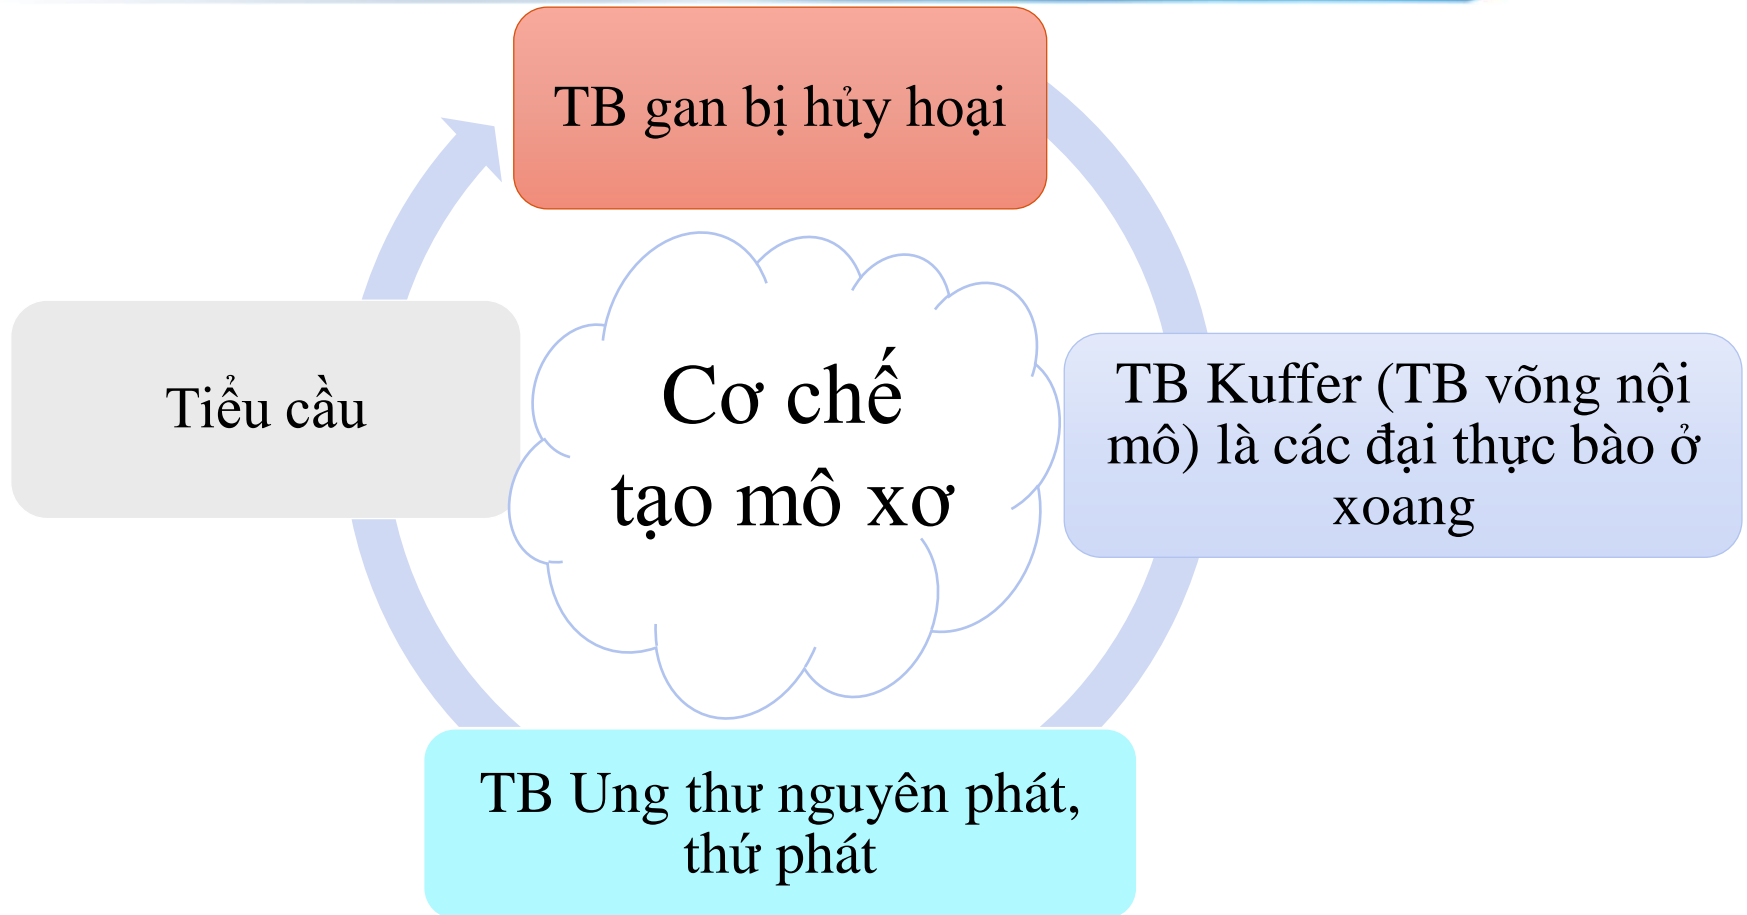 TB gan bị hủy hoại
Tiểu cầu
Cơ chế
tạo mô xơ
TB Kuffer (TB võng nội
mô) là các đại thực bào ở
xoang
TB Ung thư nguyên phát,
thứ phát